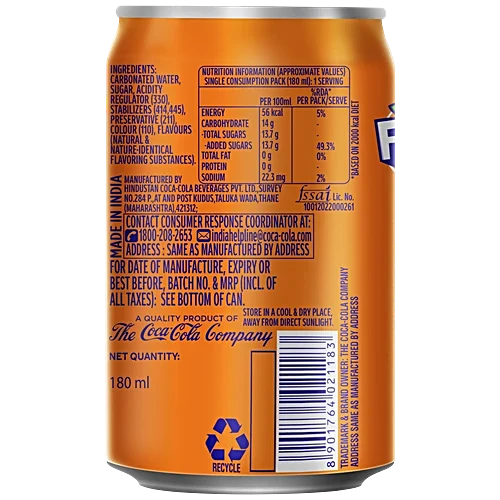 INGREDIENTS:
CARBONATED WATER,
SUGAR, ACIDITY
REGULATOR (330),
STABILIZERS (414,445),
PRESERVATIVE (211),
COLOUR (110), FLAVOURS
(NATURAL &
NATURE-IDENTICAL
FLAVORING SUBSTANCES).
NUTRITION INFORMATION (APPROXIMATE VALUES)
SINGLE CONSUMPTION PACK (180 ml): 1 SERVING
PER 100ml %RDA* PER PACK/SERVE
ENERGY 56 kcal 5%
CARBOHYDRATE 14 g -
-TOTAL SUGARS 13.7 g -
-ADDED SUGARS 13.7 g 49.3%
TOTAL FAT 0 g 0%
PROTEIN 0 g -
SODIUM 22.3 mg 2%
*BASED ON 2000 kcal DIET
F
MADE IN INDIA
MANUFACTURED BY
HINDUSTAN COCA-COLA BEVERAGES PVT. LTD.,SURVEY
NO.284 P.,AT AND POST KUDUS,TALUKA WADA,THANE
(MAHARASHTRA),421312;
fssai Lic. No.
10012022000261
CONTACT CONSUMER RESPONSE COORDINATOR AT:
1800-208-2653 indiahelpline@coca-cola.com
ADDRESS : SAME AS MANUFACTURED BY ADDRESS
FOR DATE OF MANUFACTURE, EXPIRY OR
BEST BEFORE, BATCH NO. & MRP (INCL. OF
ALL TAXES): SEE BOTTOM OF CAN.
A QUALITY PRODUCT OF
The Coca-Cola Company
STORE IN A COOL & DRY PLACE,
AWAY FROM DIRECT SUNLIGHT.
NET QUANTITY:
180 ml
RECYCLE
8 901764 021183
TRADEMARK & BRAND OWNER: THE COCA-COLA COMPANY
ADDRESS SAME AS MANUFACTURED BY ADDRESS